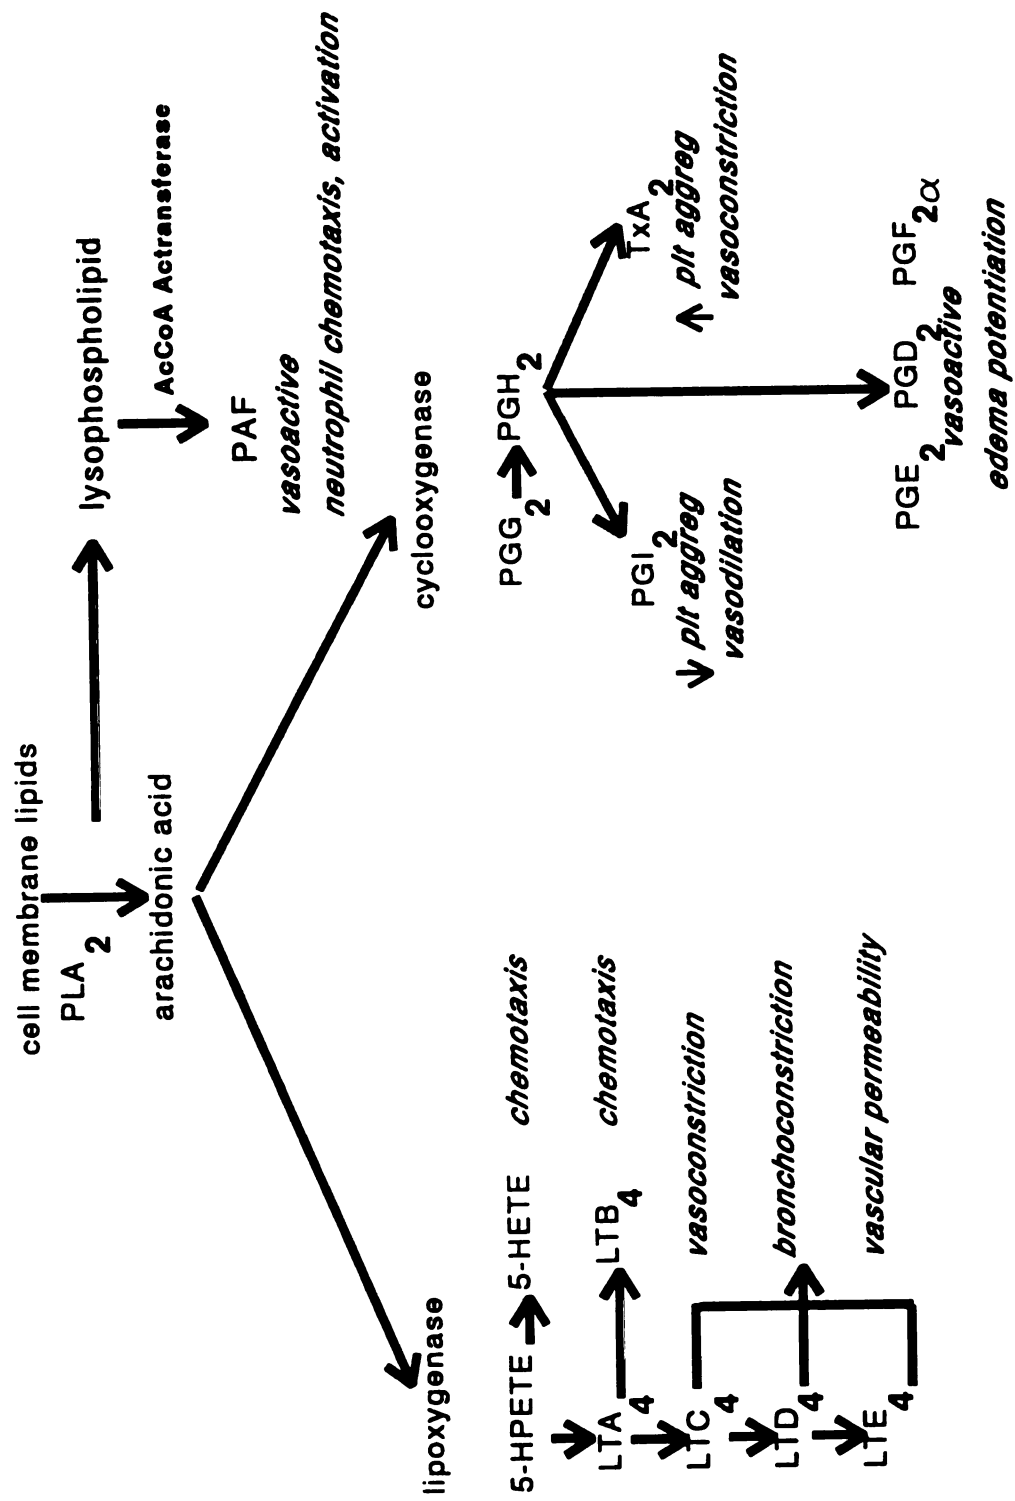 cell membrane lipids
PLA2
lysophospholipid
AcCoA Actransferase
arachidonic acid
PAF
vasoactive
neutrophil chemotaxis, activation
lipoxygenase
cyclooxygenase
5-HPETE 5-HETE chemotaxis
LTA4 LTB4 chemotaxis
LTC4 vasoconstriction
LTD4 bronchoconstriction
LTE4 vascular permeability
PGG2 PGH2
PGI2
↓ plt aggreg
vasodilation
TxA2
↑ plt aggreg
vasoconstriction
PGE2 PGD2 PGF2α
vasoactive
edema potentiation